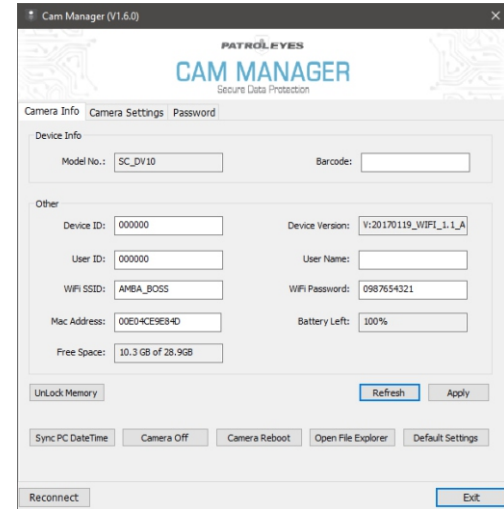 Cam Manager (V1.6.0)
PATROLEYES
CAM MANAGER
Secure Data Protection
Camera Info Camera Settings Password
Device Info
Model No.: SC_DV10 Barcode:
Other
Device ID: 000000 Device Version: V:20170119_WIFI_1.1_A
User ID: 000000 User Name:
WiFi SSID: AMBA_BOSS WiFi Password: 0987654321
Mac Address: 00E04CE9E84D Battery Left: 100%
Free Space: 10.3 GB of 28.9GB
UnLock Memory Refresh Apply
Sync PC DateTime Camera Off Camera Reboot Open File Explorer Default Settings
Reconnect Exit